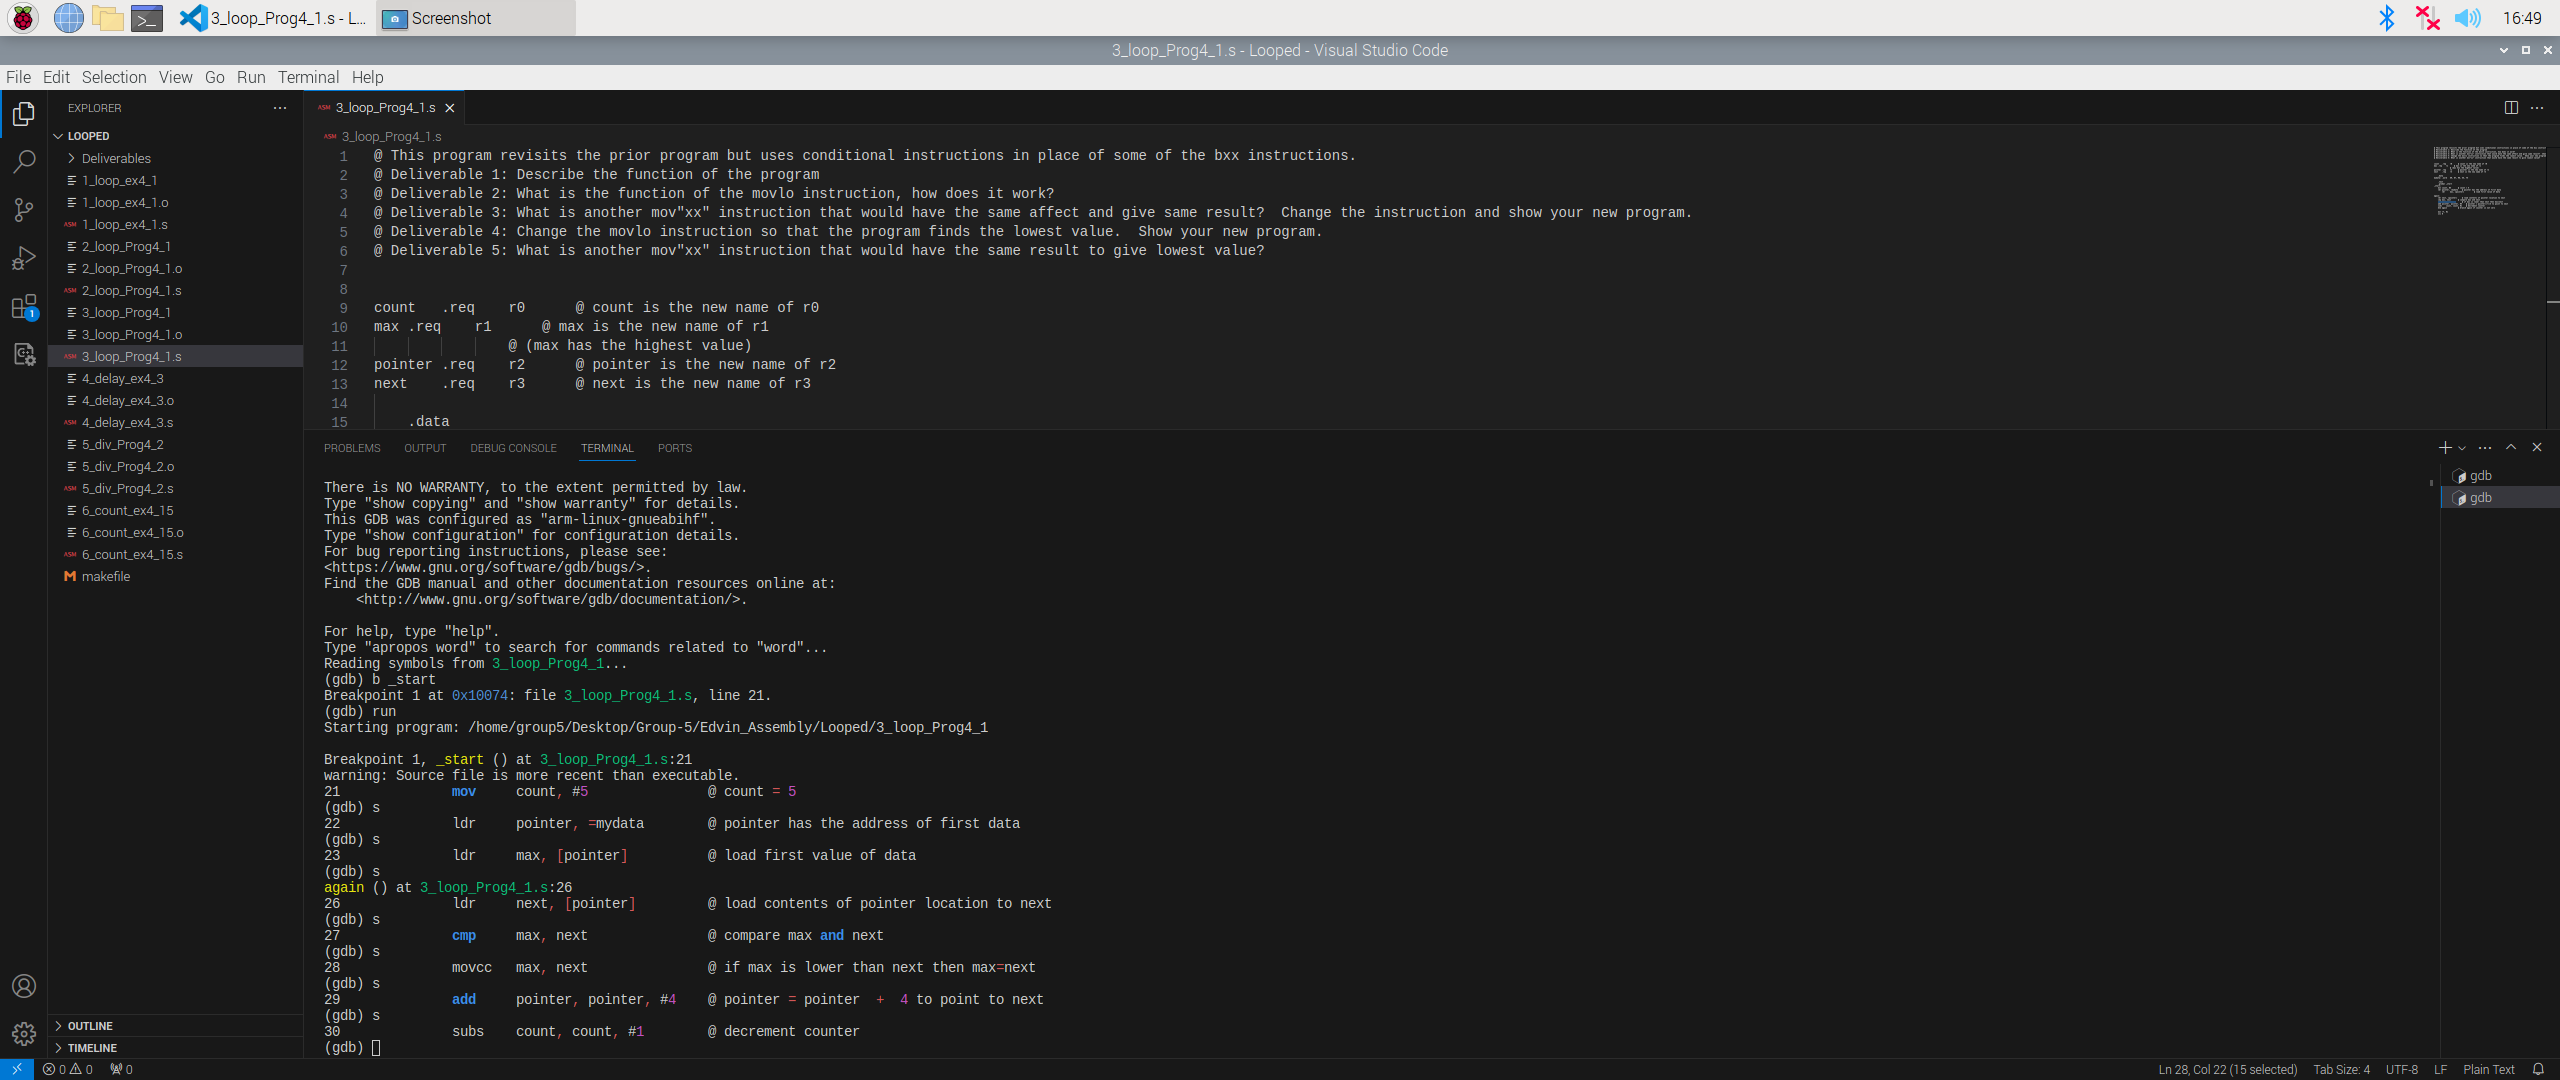 3_loop_Prog4_1.s - L...
Screenshot
16:49
3_loop_Prog4_1.s - Looped - Visual Studio Code
File Edit Selection View Go Run Terminal Help
EXPLORER
LOOPED
Deliverables
1_loop_ex4_1
1_loop_ex4_1.o
ASM 1_loop_ex4_1.s
2_loop_Prog4_1
2_loop_Prog4_1.o
ASM 2_loop_Prog4_1.s
3_loop_Prog4_1
3_loop_Prog4_1.o
ASM 3_loop_Prog4_1.s
4_delay_ex4_3
4_delay_ex4_3.o
ASM 4_delay_ex4_3.s
5_div_Prog4_2
5_div_Prog4_2.o
ASM 5_div_Prog4_2.s
6_count_ex4_15
6_count_ex4_15.o
ASM 6_count_ex4_15.s
M makefile
OUTLINE
TIMELINE
1
ASM 3_loop_Prog4_1.s
ASM 3_loop_Prog4_1.s
1 @ This program revisits the prior program but uses conditional instructions in place of some of the bxx instructions.
2 @ Deliverable 1: Describe the function of the program
3 @ Deliverable 2: What is the function of the movlo instruction, how does it work?
4 @ Deliverable 3: What is another mov"xx" instruction that would have the same affect and give same result?  Change the instruction and show your new program.
5 @ Deliverable 4: Change the movlo instruction so that the program finds the lowest value.  Show your new program.
6 @ Deliverable 5: What is another mov"xx" instruction that would have the same result to give lowest value?
7
8
9 count   .req    r0      @ count is the new name of r0
10 max .req    r1      @ max is the new name of r1
11                 @ (max has the highest value)
12 pointer .req    r2      @ pointer is the new name of r2
13 next    .req    r3      @ next is the new name of r3
14
15     .data
PROBLEMS OUTPUT DEBUG CONSOLE TERMINAL PORTS
gdb
gdb
There is NO WARRANTY, to the extent permitted by law.
Type "show copying" and "show warranty" for details.
This GDB was configured as "arm-linux-gnueabihf".
Type "show configuration" for configuration details.
For bug reporting instructions, please see:
<https://www.gnu.org/software/gdb/bugs/>.
Find the GDB manual and other documentation resources online at:
    <http://www.gnu.org/software/gdb/documentation/>.
For help, type "help".
Type "apropos word" to search for commands related to "word"...
Reading symbols from 3_loop_Prog4_1...
(gdb) b _start
Breakpoint 1 at 0x10074: file 3_loop_Prog4_1.s, line 21.
(gdb) run
Starting program: /home/group5/Desktop/Group-5/Edvin_Assembly/Looped/3_loop_Prog4_1
Breakpoint 1, _start () at 3_loop_Prog4_1.s:21
warning: Source file is more recent than executable.
21              mov     count, #5               @ count = 5
(gdb) s
22              ldr     pointer, =mydata        @ pointer has the address of first data
(gdb) s
23              ldr     max, [pointer]          @ load first value of data
(gdb) s
again () at 3_loop_Prog4_1.s:26
26              ldr     next, [pointer]         @ load contents of pointer location to next
(gdb) s
27              cmp     max, next               @ compare max and next
(gdb) s
28              movcc   max, next               @ if max is lower than next then max=next
(gdb) s
29              add     pointer, pointer, #4    @ pointer = pointer  +  4 to point to next
(gdb) s
30              subs    count, count, #1        @ decrement counter
(gdb)
0 0 0
Ln 28, Col 22 (15 selected) Tab Size: 4 UTF-8 LF Plain Text